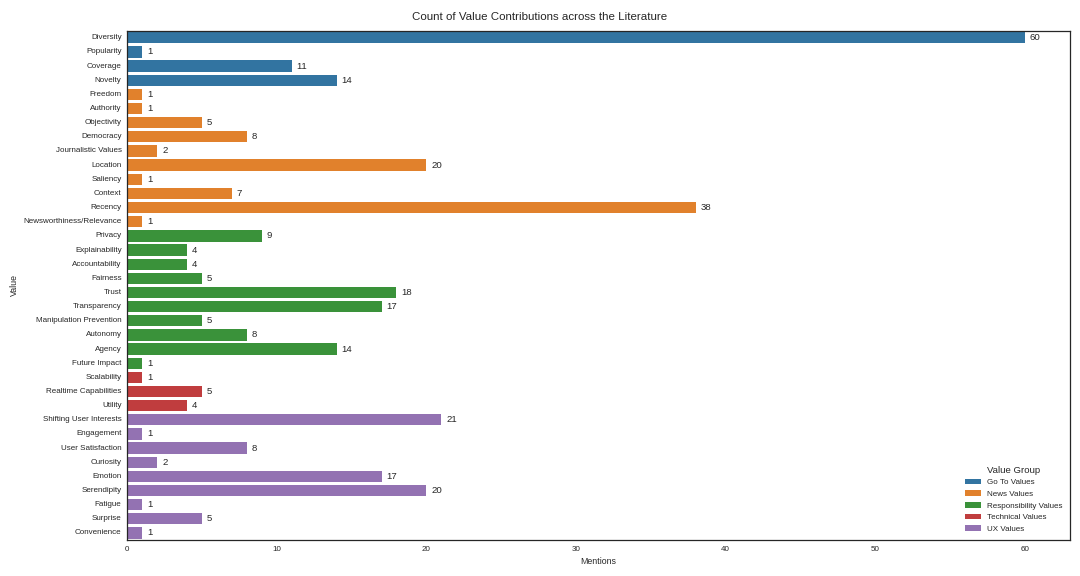 Count of Value Contributions across the Literature
Diversity 60
Popularity 1
Coverage 11
Novelty 14
Freedom 1
Authority 1
Objectivity 5
Democracy 8
Journalistic Values 2
Location 20
Saliency 1
Context 7
Recency 38
Newsworthiness/Relevance 1
Privacy 9
Explainability 4
Accountability 4
Fairness 5
Trust 18
Transparency 17
Manipulation Prevention 5
Autonomy 8
Agency 14
Future Impact 1
Scalability 1
Realtime Capabilities 5
Utility 4
Shifting User Interests 21
Engagement 1
User Satisfaction 8
Curiosity 2
Emotion 17
Serendipity 20
Fatigue 1
Surprise 5
Convenience 1
Value
0 10 20 30 40 50 60
Mentions
Value Group
Go To Values
News Values
Responsibility Values
Technical Values
UX Values